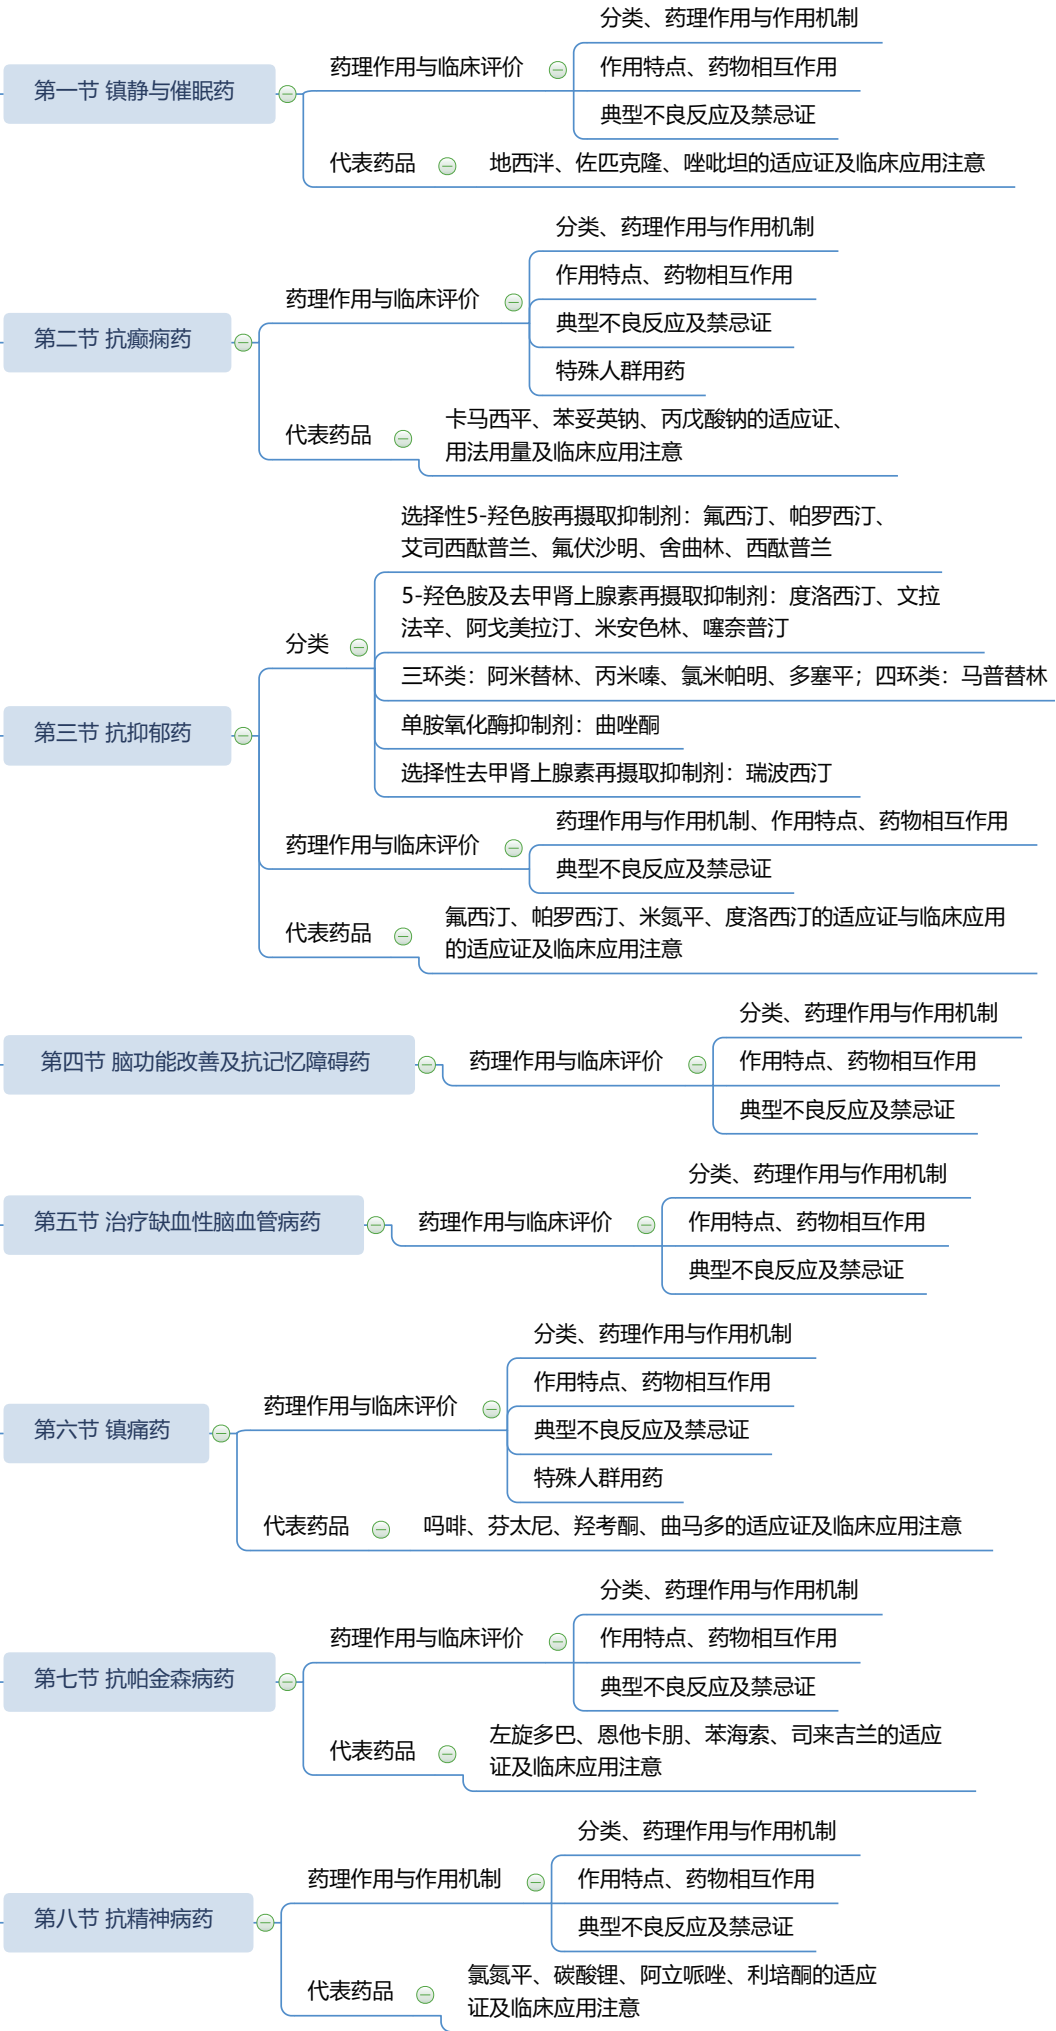 第一节 镇静与催眠药
药理作用与临床评价
分类、药理作用与作用机制
作用特点、药物相互作用
典型不良反应及禁忌证
代表药品
地西泮、佐匹克隆、唑吡坦的适应证及临床应用注意
第二节 抗癫痫药
药理作用与临床评价
分类、药理作用与作用机制
作用特点、药物相互作用
典型不良反应及禁忌证
特殊人群用药
代表药品
卡马西平、苯妥英钠、丙戊酸钠的适应证、
用法用量及临床应用注意
第三节 抗抑郁药
分类
选择性5-羟色胺再摄取抑制剂：氟西汀、帕罗西汀、
艾司西酞普兰、氟伏沙明、舍曲林、西酞普兰
5-羟色胺及去甲肾上腺素再摄取抑制剂：度洛西汀、文拉
法辛、阿戈美拉汀、米安色林、噻奈普汀
三环类：阿米替林、丙米嗪、氯米帕明、多塞平；四环类：马普替林
单胺氧化酶抑制剂：曲唑酮
选择性去甲肾上腺素再摄取抑制剂：瑞波西汀
药理作用与临床评价
药理作用与作用机制、作用特点、药物相互作用
典型不良反应及禁忌证
代表药品
氟西汀、帕罗西汀、米氮平、度洛西汀的适应证与临床应用
的适应证及临床应用注意
第四节 脑功能改善及抗记忆障碍药
药理作用与临床评价
分类、药理作用与作用机制
作用特点、药物相互作用
典型不良反应及禁忌证
第五节 治疗缺血性脑血管病药
药理作用与临床评价
分类、药理作用与作用机制
作用特点、药物相互作用
典型不良反应及禁忌证
第六节 镇痛药
药理作用与临床评价
分类、药理作用与作用机制
作用特点、药物相互作用
典型不良反应及禁忌证
特殊人群用药
代表药品
吗啡、芬太尼、羟考酮、曲马多的适应证及临床应用注意
第七节 抗帕金森病药
药理作用与临床评价
分类、药理作用与作用机制
作用特点、药物相互作用
典型不良反应及禁忌证
代表药品
左旋多巴、恩他卡朋、苯海索、司来吉兰的适应
证及临床应用注意
第八节 抗精神病药
药理作用与作用机制
分类、药理作用与作用机制
作用特点、药物相互作用
典型不良反应及禁忌证
代表药品
氯氮平、碳酸锂、阿立哌唑、利培酮的适应
证及临床应用注意